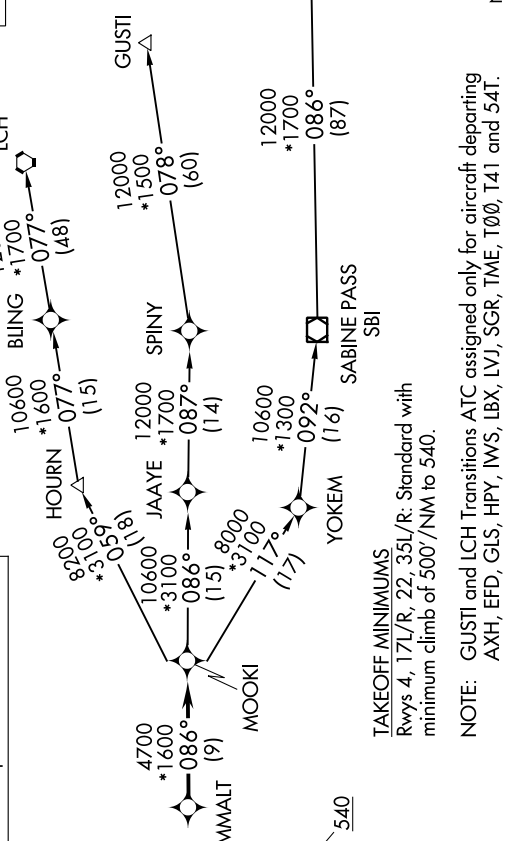 LCH
*1700
077°
(48)
BLING
10600
*1600
077°
(15)
HOURN
8200
*3100
059°
(18)
GUSTI
12000
*1500
078°
(60)
SPINY
12000
*1700
087°
(14)
JAAYE
10600
*3100
086°
(15)
MOOKI
4700
*1600
086°
(9)
MMALT
8000
*3100
117°
(17)
YOKEM
10600
*1300
092°
(16)
SABINE PASS
SBI
12000
*1700
086°
(87)
540
TAKEOFF MINIMUMS
Rwys 4, 17L/R, 22, 35L/R: Standard with
minimum climb of 500'/NM to 540.
NOTE: GUSTI and LCH Transitions ATC assigned only for aircraft departing
AXH, EFD, GLS, HPY, IWS, LBX, LVJ, SGR, TME, TØØ, T41 and 54T.